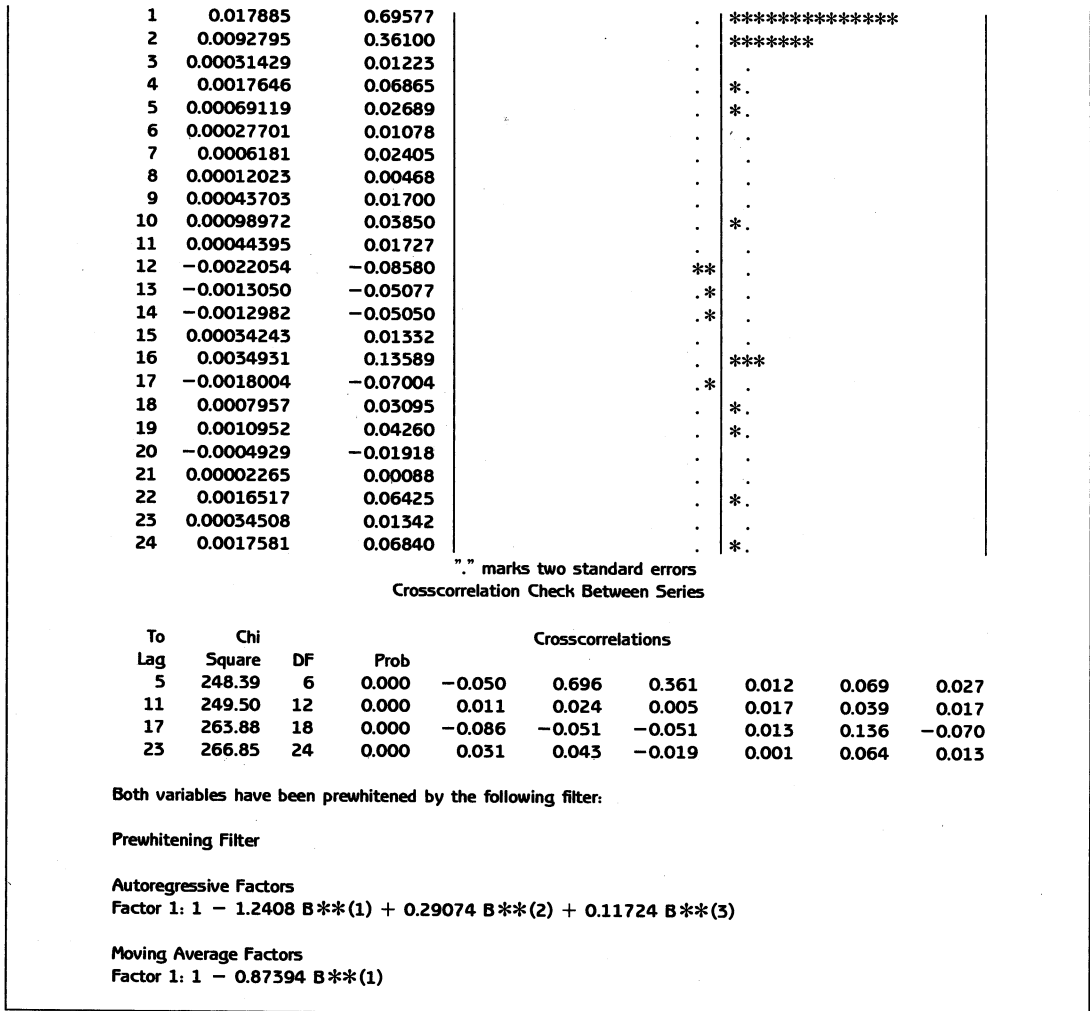 1 0.017885 0.69577 . | **************
2 0.0092795 0.36100 . | *******
3 0.00031429 0.01223 . | .
4 0.0017646 0.06865 . | *.
5 0.00069119 0.02689 . | *.
6 0.00027701 0.01078 . | .
7 0.0006181 0.02405 . | .
8 0.00012023 0.00468 . | .
9 0.00043703 0.01700 . | .
10 0.00098972 0.03850 . | *.
11 0.00044395 0.01727 . | .
12 −0.0022054 −0.08580 ** | .
13 −0.0013050 −0.05077 .* | .
14 −0.0012982 −0.05050 .* | .
15 0.00034243 0.01332 . | .
16 0.0034931 0.13589 . | ***
17 −0.0018004 −0.07004 .* | .
18 0.0007957 0.03095 . | *.
19 0.0010952 0.04260 . | *.
20 −0.0004929 −0.01918 . | .
21 0.00002265 0.00088 . | .
22 0.0016517 0.06425 . | *.
23 0.00034508 0.01342 . | .
24 0.0017581 0.06840 . | *.
"." marks two standard errors
Crosscorrelation Check Between Series
To Chi Crosscorrelations
Lag Square DF Prob
5 248.39 6 0.000 −0.050 0.696 0.361 0.012 0.069 0.027
11 249.50 12 0.000 0.011 0.024 0.005 0.017 0.039 0.017
17 263.88 18 0.000 −0.086 −0.051 −0.051 0.013 0.136 −0.070
23 266.85 24 0.000 0.031 0.043 −0.019 0.001 0.064 0.013
Both variables have been prewhitened by the following filter:
Prewhitening Filter
Autoregressive Factors
Factor 1: 1 − 1.2408 B**(1) + 0.29074 B**(2) + 0.11724 B**(3)
Moving Average Factors
Factor 1: 1 − 0.87394 B**(1)